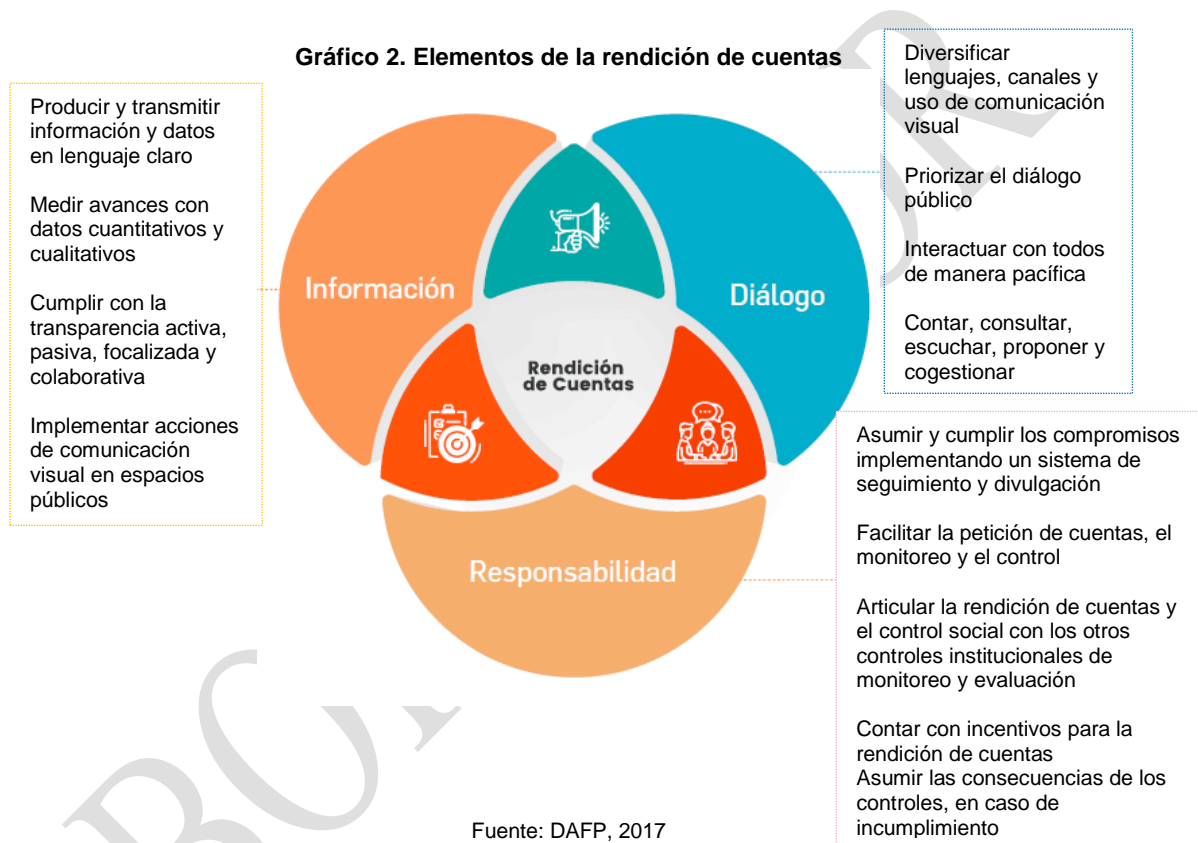 Gráfico 2. Elementos de la rendición de cuentas
Producir y transmitir
información y datos
en lenguaje claro
Medir avances con
datos cuantitativos y
cualitativos
Cumplir con la
transparencia activa,
pasiva, focalizada y
colaborativa
Implementar acciones
de comunicación
visual en espacios
públicos
Información
Diálogo
Rendición
de Cuentas
Responsabilidad
Diversificar
lenguajes, canales y
uso de comunicación
visual
Priorizar el diálogo
público
Interactuar con todos
de manera pacífica
Contar, consultar,
escuchar, proponer y
cogestionar
Asumir y cumplir los compromisos
implementando un sistema de
seguimiento y divulgación
Facilitar la petición de cuentas, el
monitoreo y el control
Articular la rendición de cuentas y
el control social con los otros
controles institucionales de
monitoreo y evaluación
Contar con incentivos para la
rendición de cuentas
Asumir las consecuencias de los
controles, en caso de
incumplimiento
Fuente: DAFP, 2017